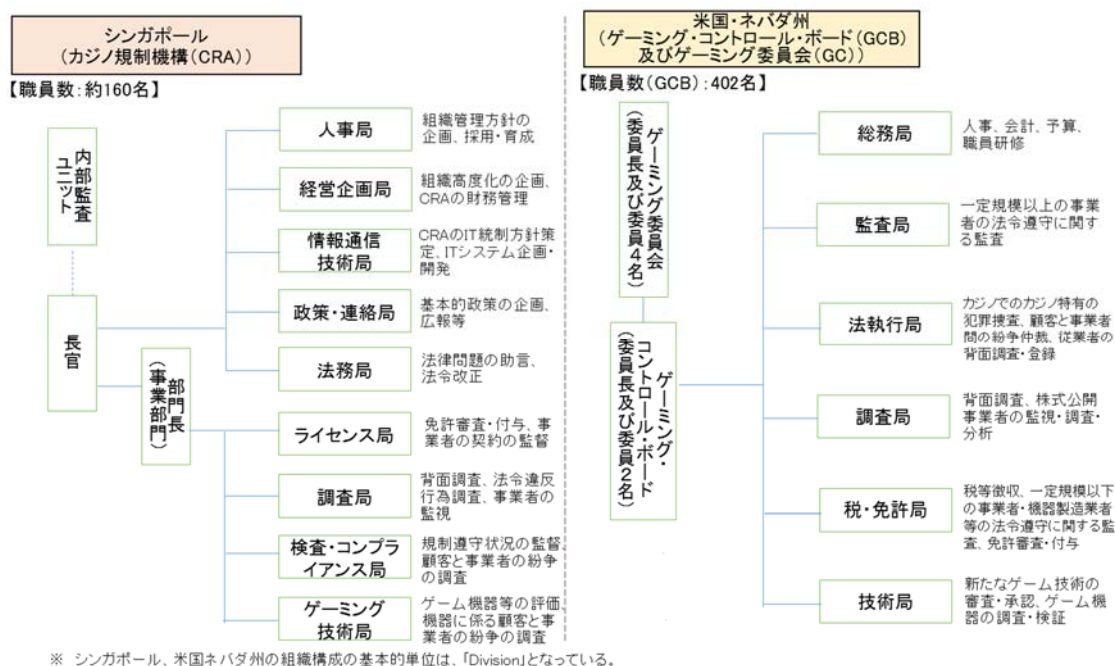 シンガポール
（カジノ規制機構（CRA））
【職員数：約160名】
内部監査
ユニット
長官
部門長
（事業部門）
人事局
組織管理方針の
企画、採用・育成
経営企画局
組織高度化の企画、
CRAの財務管理
情報通信
技術局
CRAのIT統制方針策
定、ITシステム企画・
開発
政策・連絡局
基本的政策の企画、
広報等
法務局
法律問題の助言、
法令改正
ライセンス局
免許審査・付与、事
業者の契約の監督
調査局
背面調査、法令違反
行為調査、事業者の
監視
検査・コンプラ
イアンス局
規制遵守状況の監督、
顧客と事業者の紛争
の調査
ゲーミング
技術局
ゲーム機器等の評価、
機器に係る顧客と事
業者の紛争の調査
米国・ネバダ州
（ゲーミング・コントロール・ボード（GCB）
及びゲーミング委員会（GC））
【職員数（GCB）：402名】
ゲーミング委員会
（委員長及び委員4名）
ゲーミング・
コントロール・ボード
（委員長及び委員2名）
総務局
人事、会計、予算、
職員研修
監査局
一定規模以上の事業
者の法令遵守に関す
る監査
法執行局
カジノでのカジノ特有の
犯罪捜査、顧客と事業者
間の紛争仲裁、従業者の
背面調査・登録
調査局
背面調査、株式公開
事業者の監視・調査・
分析
税・免許局
税等徴収、一定規模以下
の事業者・機器製造業者
等の法令遵守に関する監
査、免許審査・付与
技術局
新たなゲーム技術の
審査・承認、ゲーム機
器の調査・検証
※ シンガポール、米国ネバダ州の組織構成の基本的単位は、「Division」となっている。